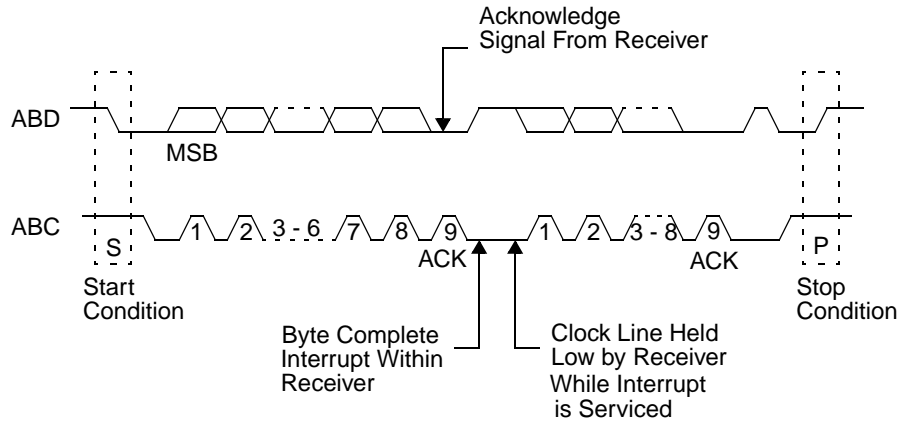 Acknowledge
Signal From Receiver
ABD
MSB
ABC
S
1 2 3 - 6 7 8 9
1 2 3 - 8 9
P
ACK
ACK
Start
Condition
Stop
Condition
Byte Complete
Interrupt Within
Receiver
Clock Line Held
Low by Receiver
While Interrupt
is Serviced